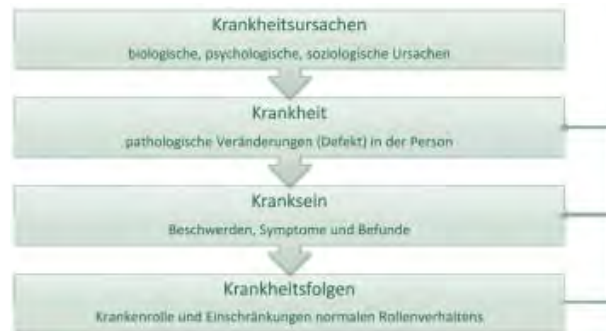 Krankheitsursachen
biologische, psychologische, soziologische Ursachen
Krankheit
pathologische Veränderungen (Defekt) in der Person
Kranksein
Beschwerden, Symptome und Befunde
Krankheitsfolgen
Krankenrolle und Einschränkungen normalen Rollenverhaltens